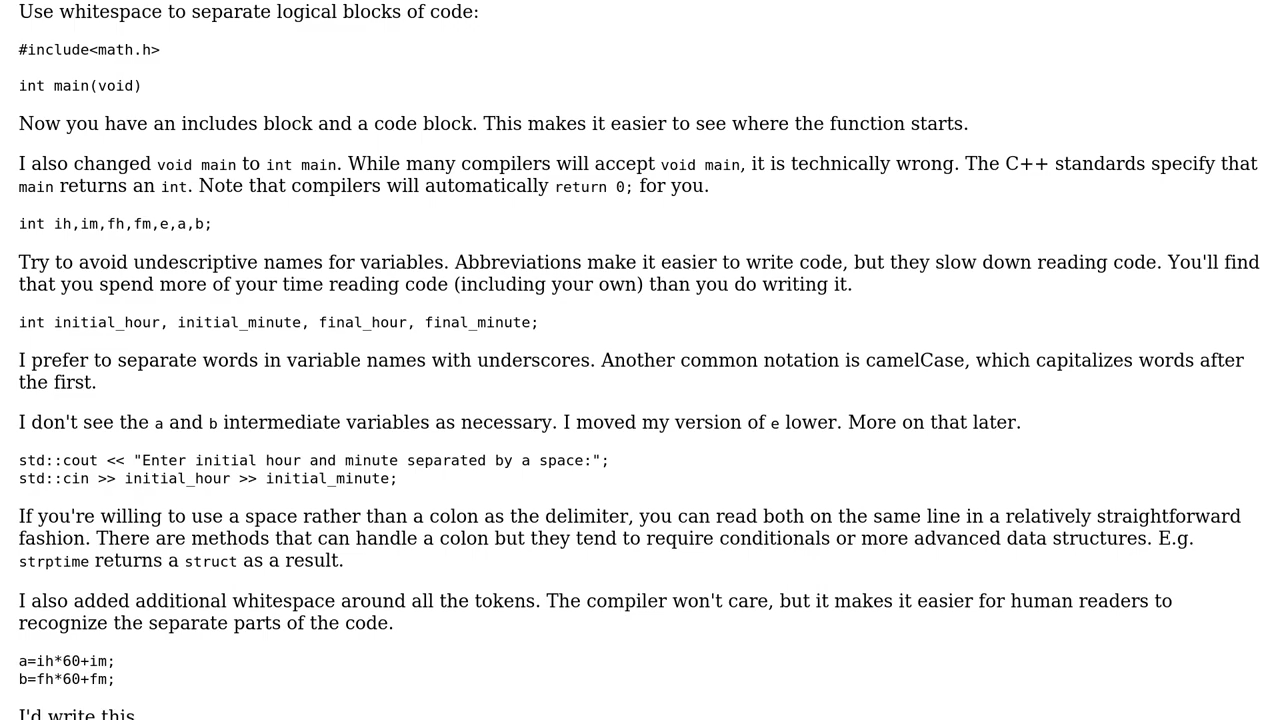 Use whitespace to separate logical blocks of code:
#include<math.h>
int main(void)
Now you have an includes block and a code block. This makes it easier to see where the function starts.
I also changed void main to int main. While many compilers will accept void main, it is technically wrong. The C++ standards specify that
main returns an int. Note that compilers will automatically return 0; for you.
int ih,im,fh,fm,e,a,b;
Try to avoid undescriptive names for variables. Abbreviations make it easier to write code, but they slow down reading code. You'll find
that you spend more of your time reading code (including your own) than you do writing it.
int initial_hour, initial_minute, final_hour, final_minute;
I prefer to separate words in variable names with underscores. Another common notation is camelCase, which capitalizes words after
the first.
I don't see the a and b intermediate variables as necessary. I moved my version of e lower. More on that later.
std::cout << "Enter initial hour and minute separated by a space:";
std::cin >> initial_hour >> initial_minute;
If you're willing to use a space rather than a colon as the delimiter, you can read both on the same line in a relatively straightforward
fashion. There are methods that can handle a colon but they tend to require conditionals or more advanced data structures. E.g.
strptime returns a struct as a result.
I also added additional whitespace around all the tokens. The compiler won't care, but it makes it easier for human readers to
recognize the separate parts of the code.
a=ih*60+im;
b=fh*60+fm;
I'd write this